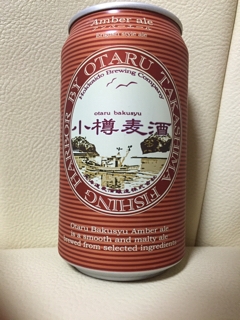 Amber ale
FISHING HARBOR BY OTARU TAKASHIMA
Hokkaido Brewing Company
otaru bakusyu
小樽麦酒
Otaru Bakusyu Amber ale
is a smooth and malty ale
brewed from selected ingredients